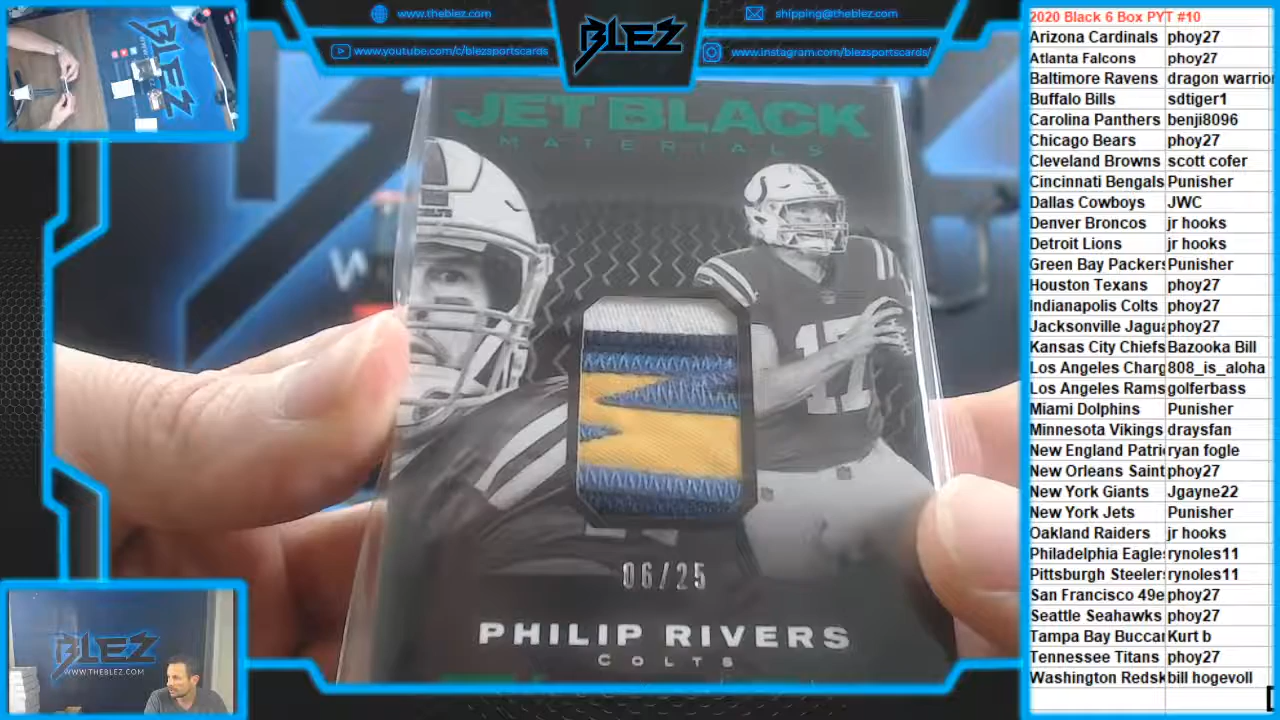 www.theblez.com
BLEZ
shipping@theblez.com
www.youtube.com/c/blezsportscards
www.instagram.com/blezsportscards/
JET BLACK
MATERIALS
17
06/25
PHILIP RIVERS
COLTS
BLEZ
WWW.THEBLEZ.COM
2020 Black 6 Box PYT #10
Arizona Cardinals phoy27
Atlanta Falcons phoy27
Baltimore Ravens dragon warrio
Buffalo Bills sdtiger1
Carolina Panthers benji8096
Chicago Bears phoy27
Cleveland Browns scott cofer
Cincinnati Bengals Punisher
Dallas Cowboys JWC
Denver Broncos jr hooks
Detroit Lions jr hooks
Green Bay Packers Punisher
Houston Texans phoy27
Indianapolis Colts phoy27
Jacksonville Jagua phoy27
Kansas City Chiefs Bazooka Bill
Los Angeles Charg 808_is_aloha
Los Angeles Rams golferbass
Miami Dolphins Punisher
Minnesota Vikings draysfan
New England Patri ryan fogle
New Orleans Saint phoy27
New York Giants Jgayne22
New York Jets Punisher
Oakland Raiders jr hooks
Philadelphia Eagle rynoles11
Pittsburgh Steelers rynoles11
San Francisco 49e phoy27
Seattle Seahawks phoy27
Tampa Bay Buccan Kurt b
Tennessee Titans phoy27
Washington Redsk bill hogevoll